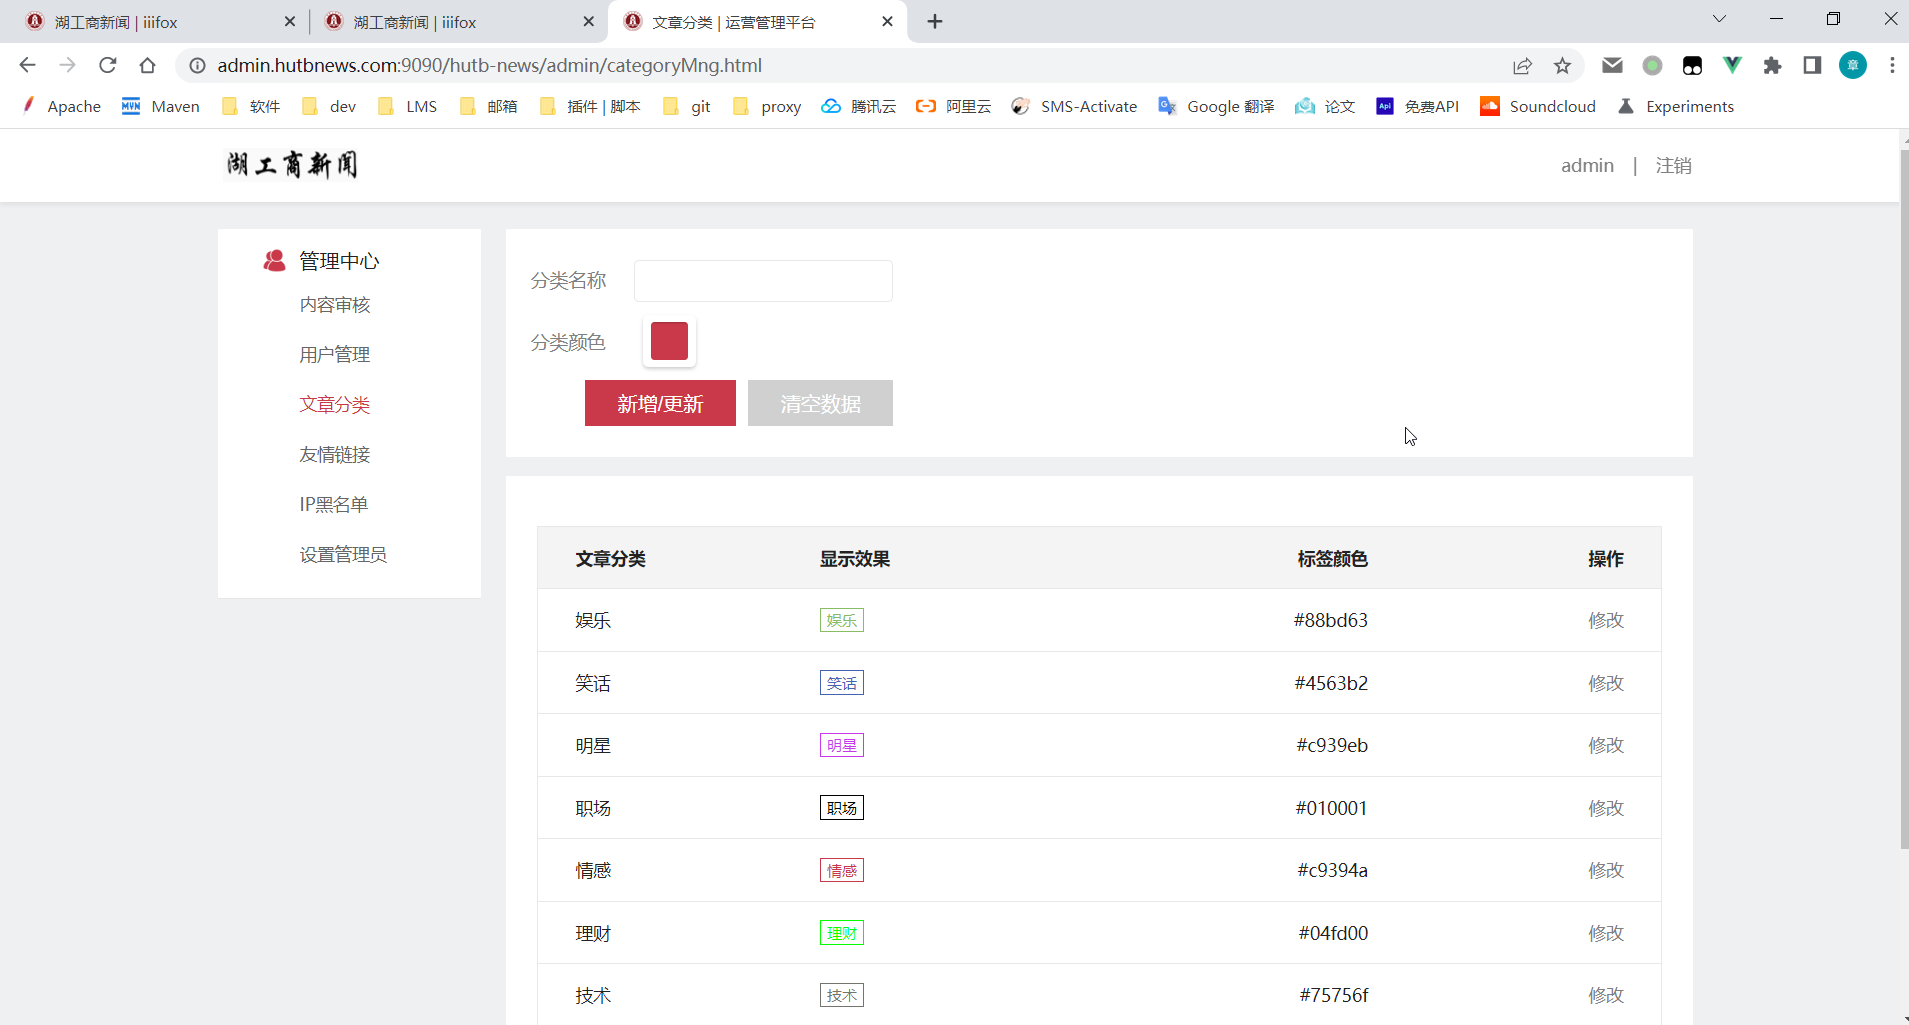 湖工商新闻 | iiifox
湖工商新闻 | iiifox
文章分类 | 运营管理平台
admin.hutbnews.com:9090/hutb-news/admin/categoryMng.html
章
Apache Maven 软件 dev LMS 邮箱 插件 | 脚本 git proxy 腾讯云 阿里云 SMS-Activate Google 翻译 论文 Api 免费API Soundcloud Experiments
湖工商新闻
admin | 注销
管理中心
内容审核
用户管理
文章分类
友情链接
IP黑名单
设置管理员
分类名称
分类颜色
新增/更新 清空数据
文章分类 显示效果 标签颜色 操作
娱乐 娱乐 #88bd63 修改
笑话 笑话 #4563b2 修改
明星 明星 #c939eb 修改
职场 职场 #010001 修改
情感 情感 #c9394a 修改
理财 理财 #04fd00 修改
技术 技术 #75756f 修改